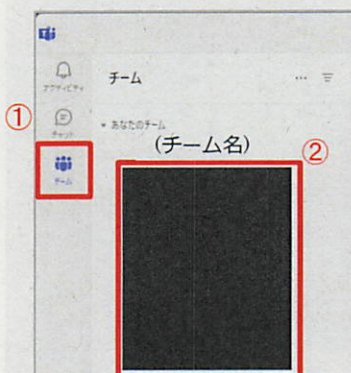 アクティビティ
チーム
…
①
チャット
あなたのチーム
(チーム名)
②
チーム